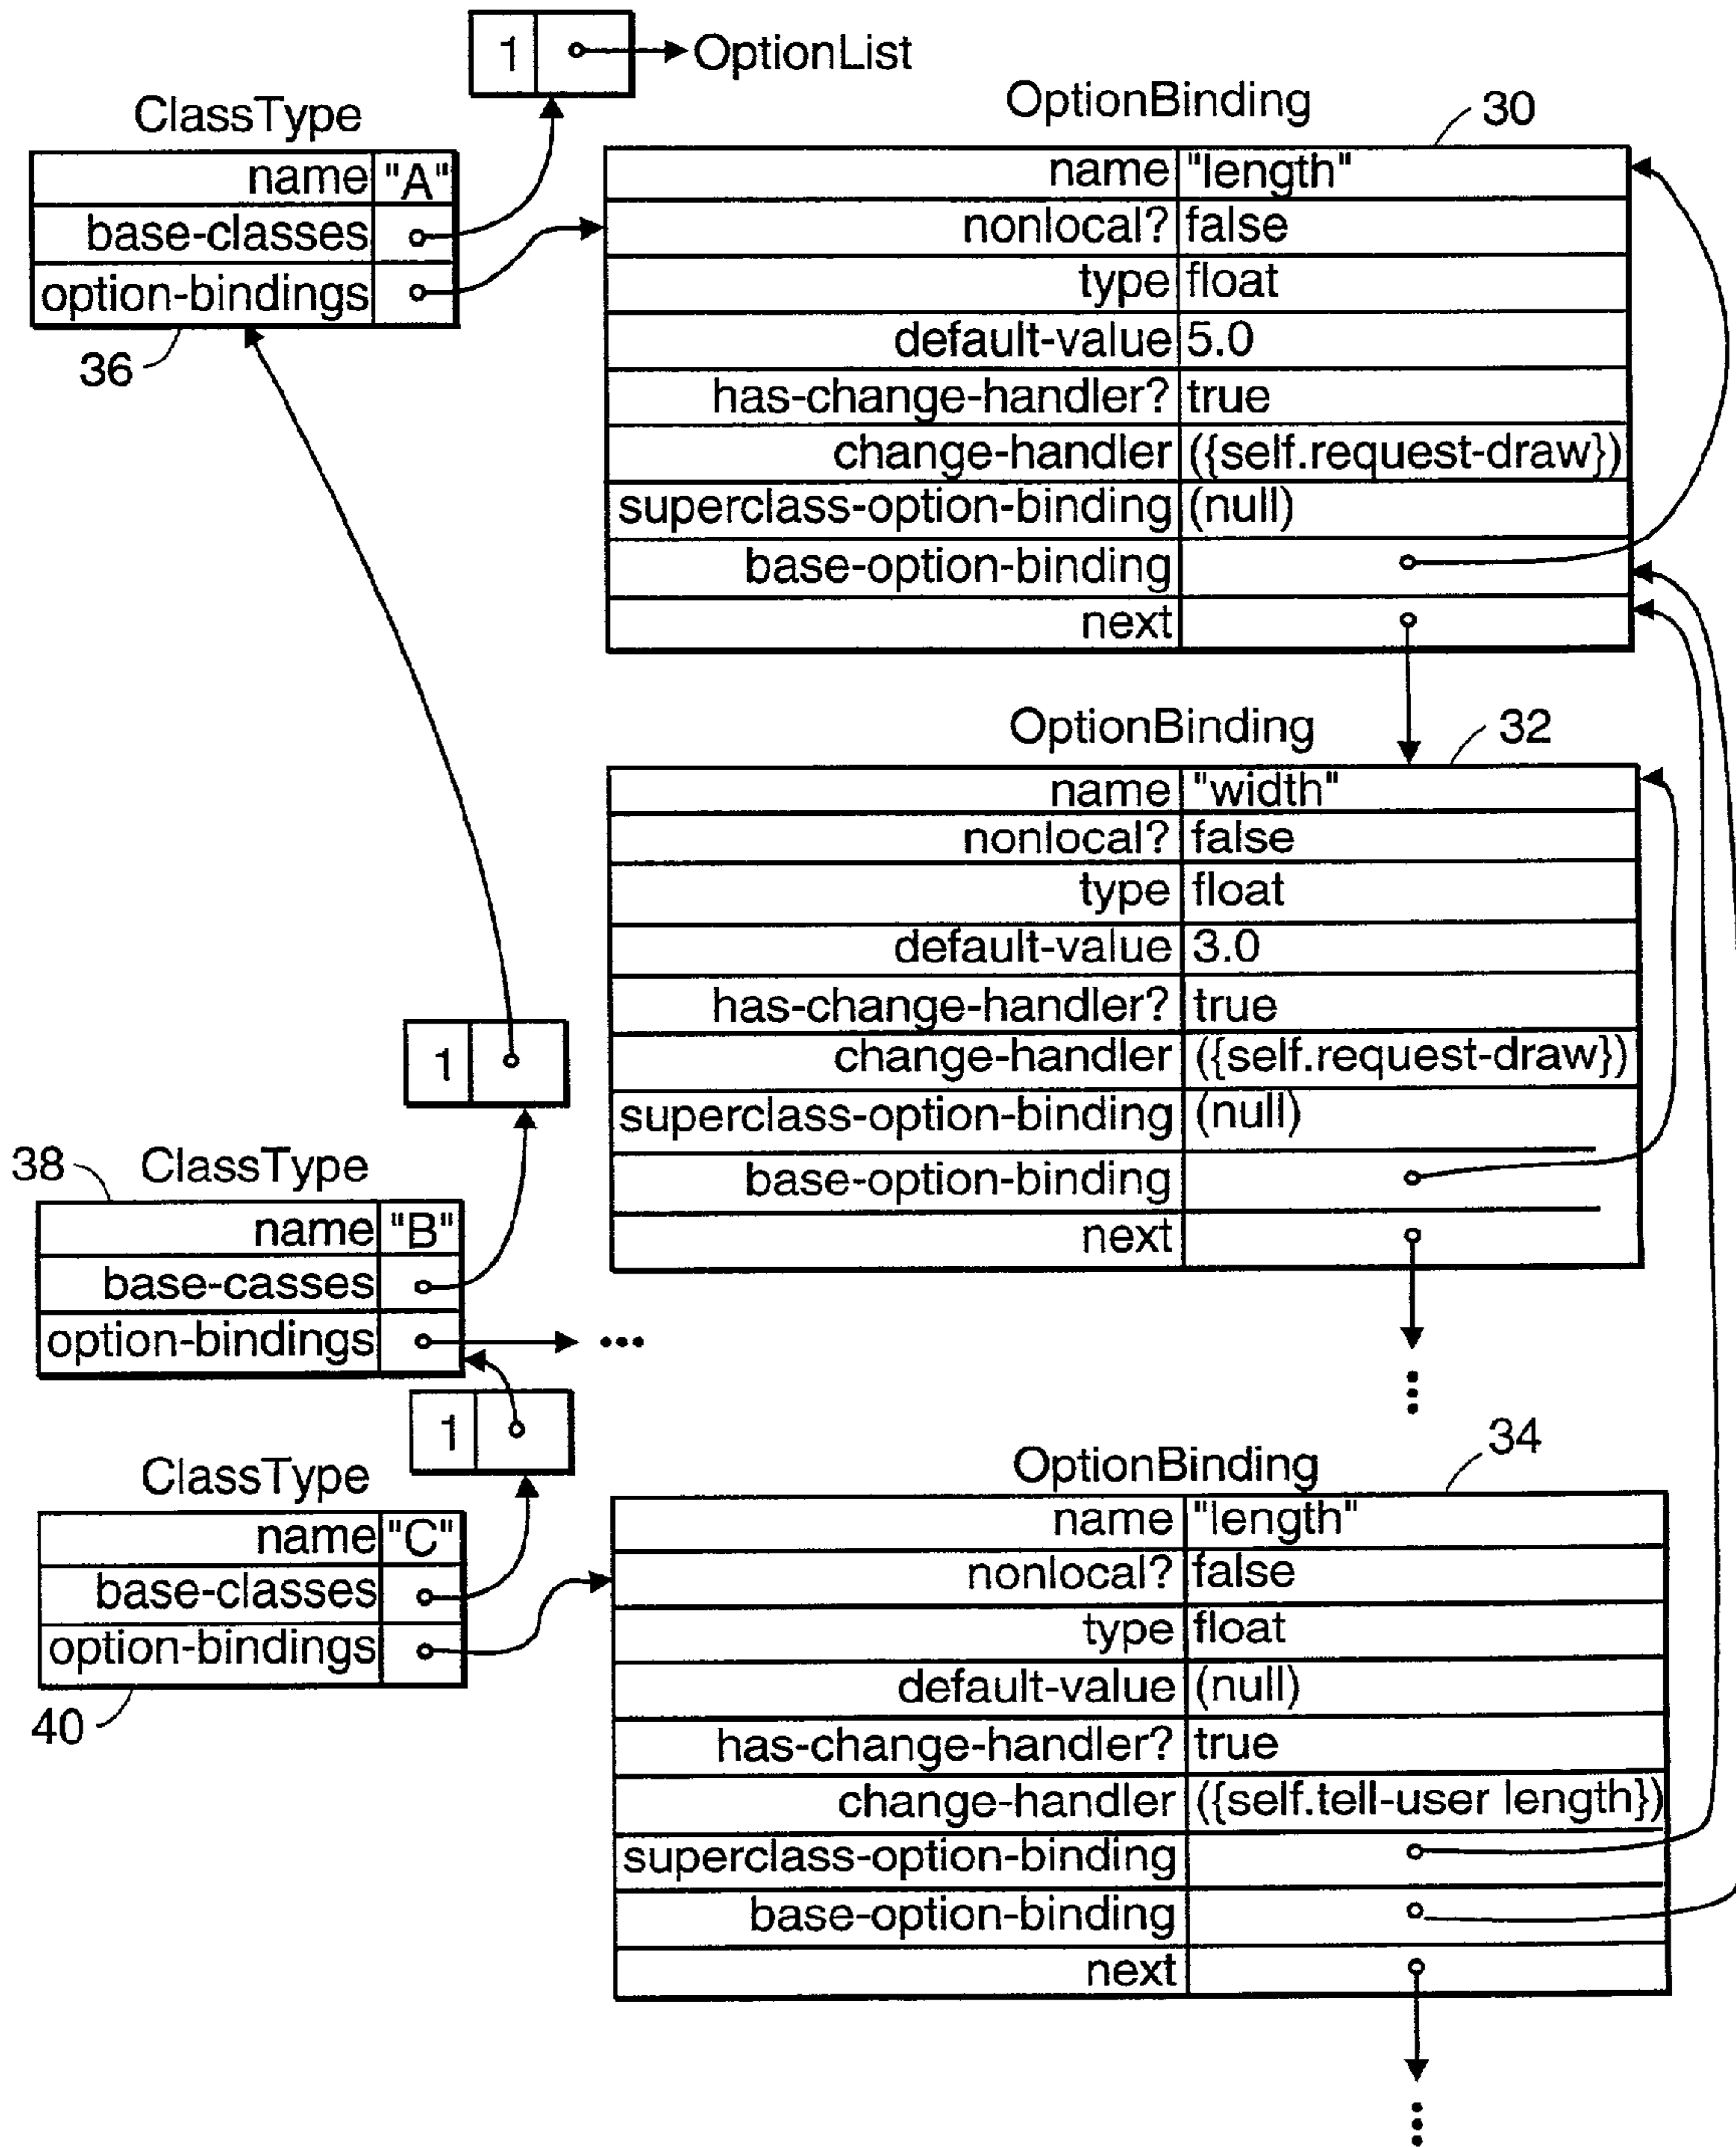 1 OptionList
ClassType
name "A"
base-classes
option-bindings
36
OptionBinding 30
name "length"
nonlocal? false
type float
default-value 5.0
has-change-handler? true
change-handler ({self.request-draw})
superclass-option-binding (null)
base-option-binding
next
OptionBinding 32
name "width"
nonlocal? false
type float
default-value 3.0
has-change-handler? true
change-handler ({self.request-draw})
superclass-option-binding (null)
base-option-binding
next
1
38 ClassType
name "B"
base-casses
option-bindings ...
1
ClassType
name "C"
base-classes
option-bindings
40
OptionBinding 34
name "length"
nonlocal? false
type float
default-value (null)
has-change-handler? true
change-handler ({self.tell-user length})
superclass-option-binding
base-option-binding
next